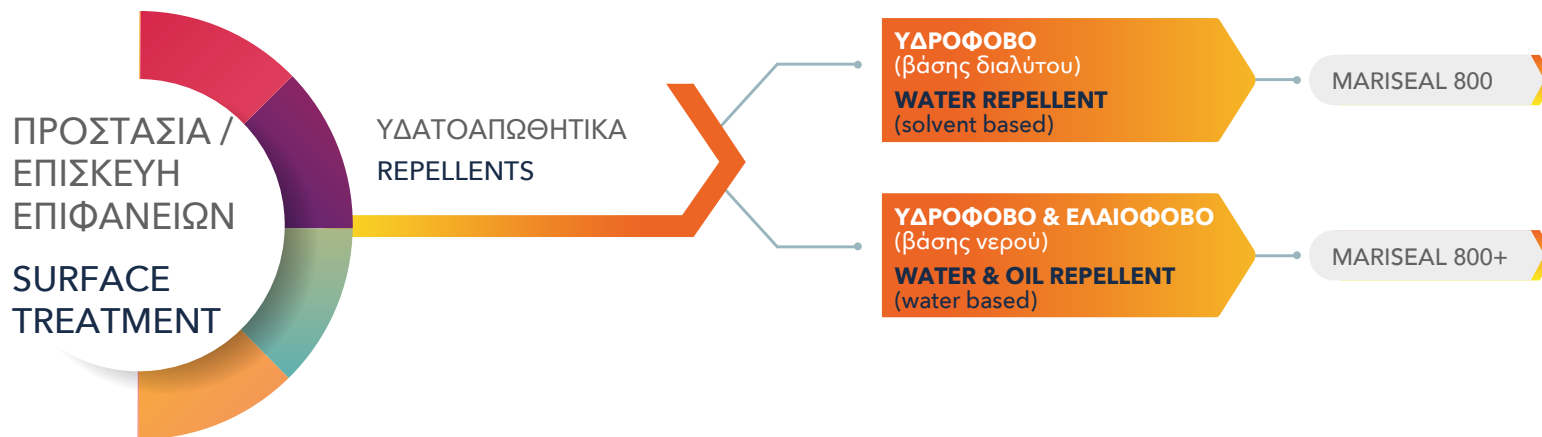 ΠΡΟΣΤΑΣΙΑ /
ΕΠΙΣΚΕΥΗ
ΕΠΙΦΑΝΕΙΩΝ
SURFACE
TREATMENT
ΥΔΑΤΟΑΠΩΘΗΤΙΚΑ
REPELLENTS
ΥΔΡΟΦΟΒΟ
(βάσης διαλύτου)
WATER REPELLENT
(solvent based)
MARISEAL 800
ΥΔΡΟΦΟΒΟ & ΕΛΑΙΟΦΟΒΟ
(βάσης νερού)
WATER & OIL REPELLENT
(water based)
MARISEAL 800+